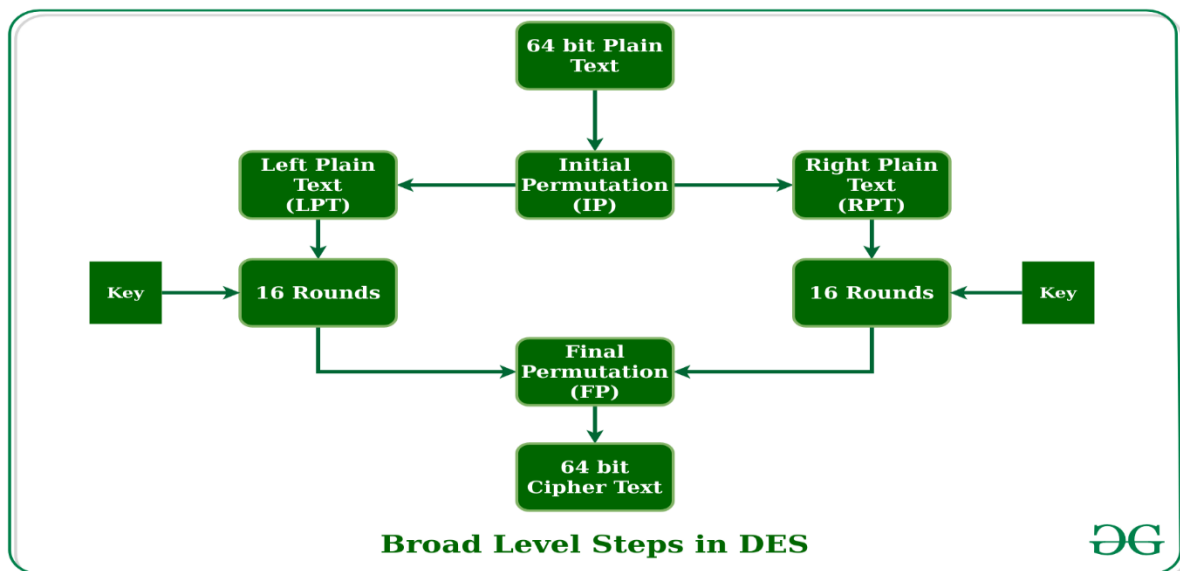 64 bit Plain
Text
Left Plain
Text
(LPT)
Initial
Permutation
(IP)
Right Plain
Text
(RPT)
Key
16 Rounds
16 Rounds
Key
Final
Permutation
(FP)
64 bit
Cipher Text
Broad Level Steps in DES